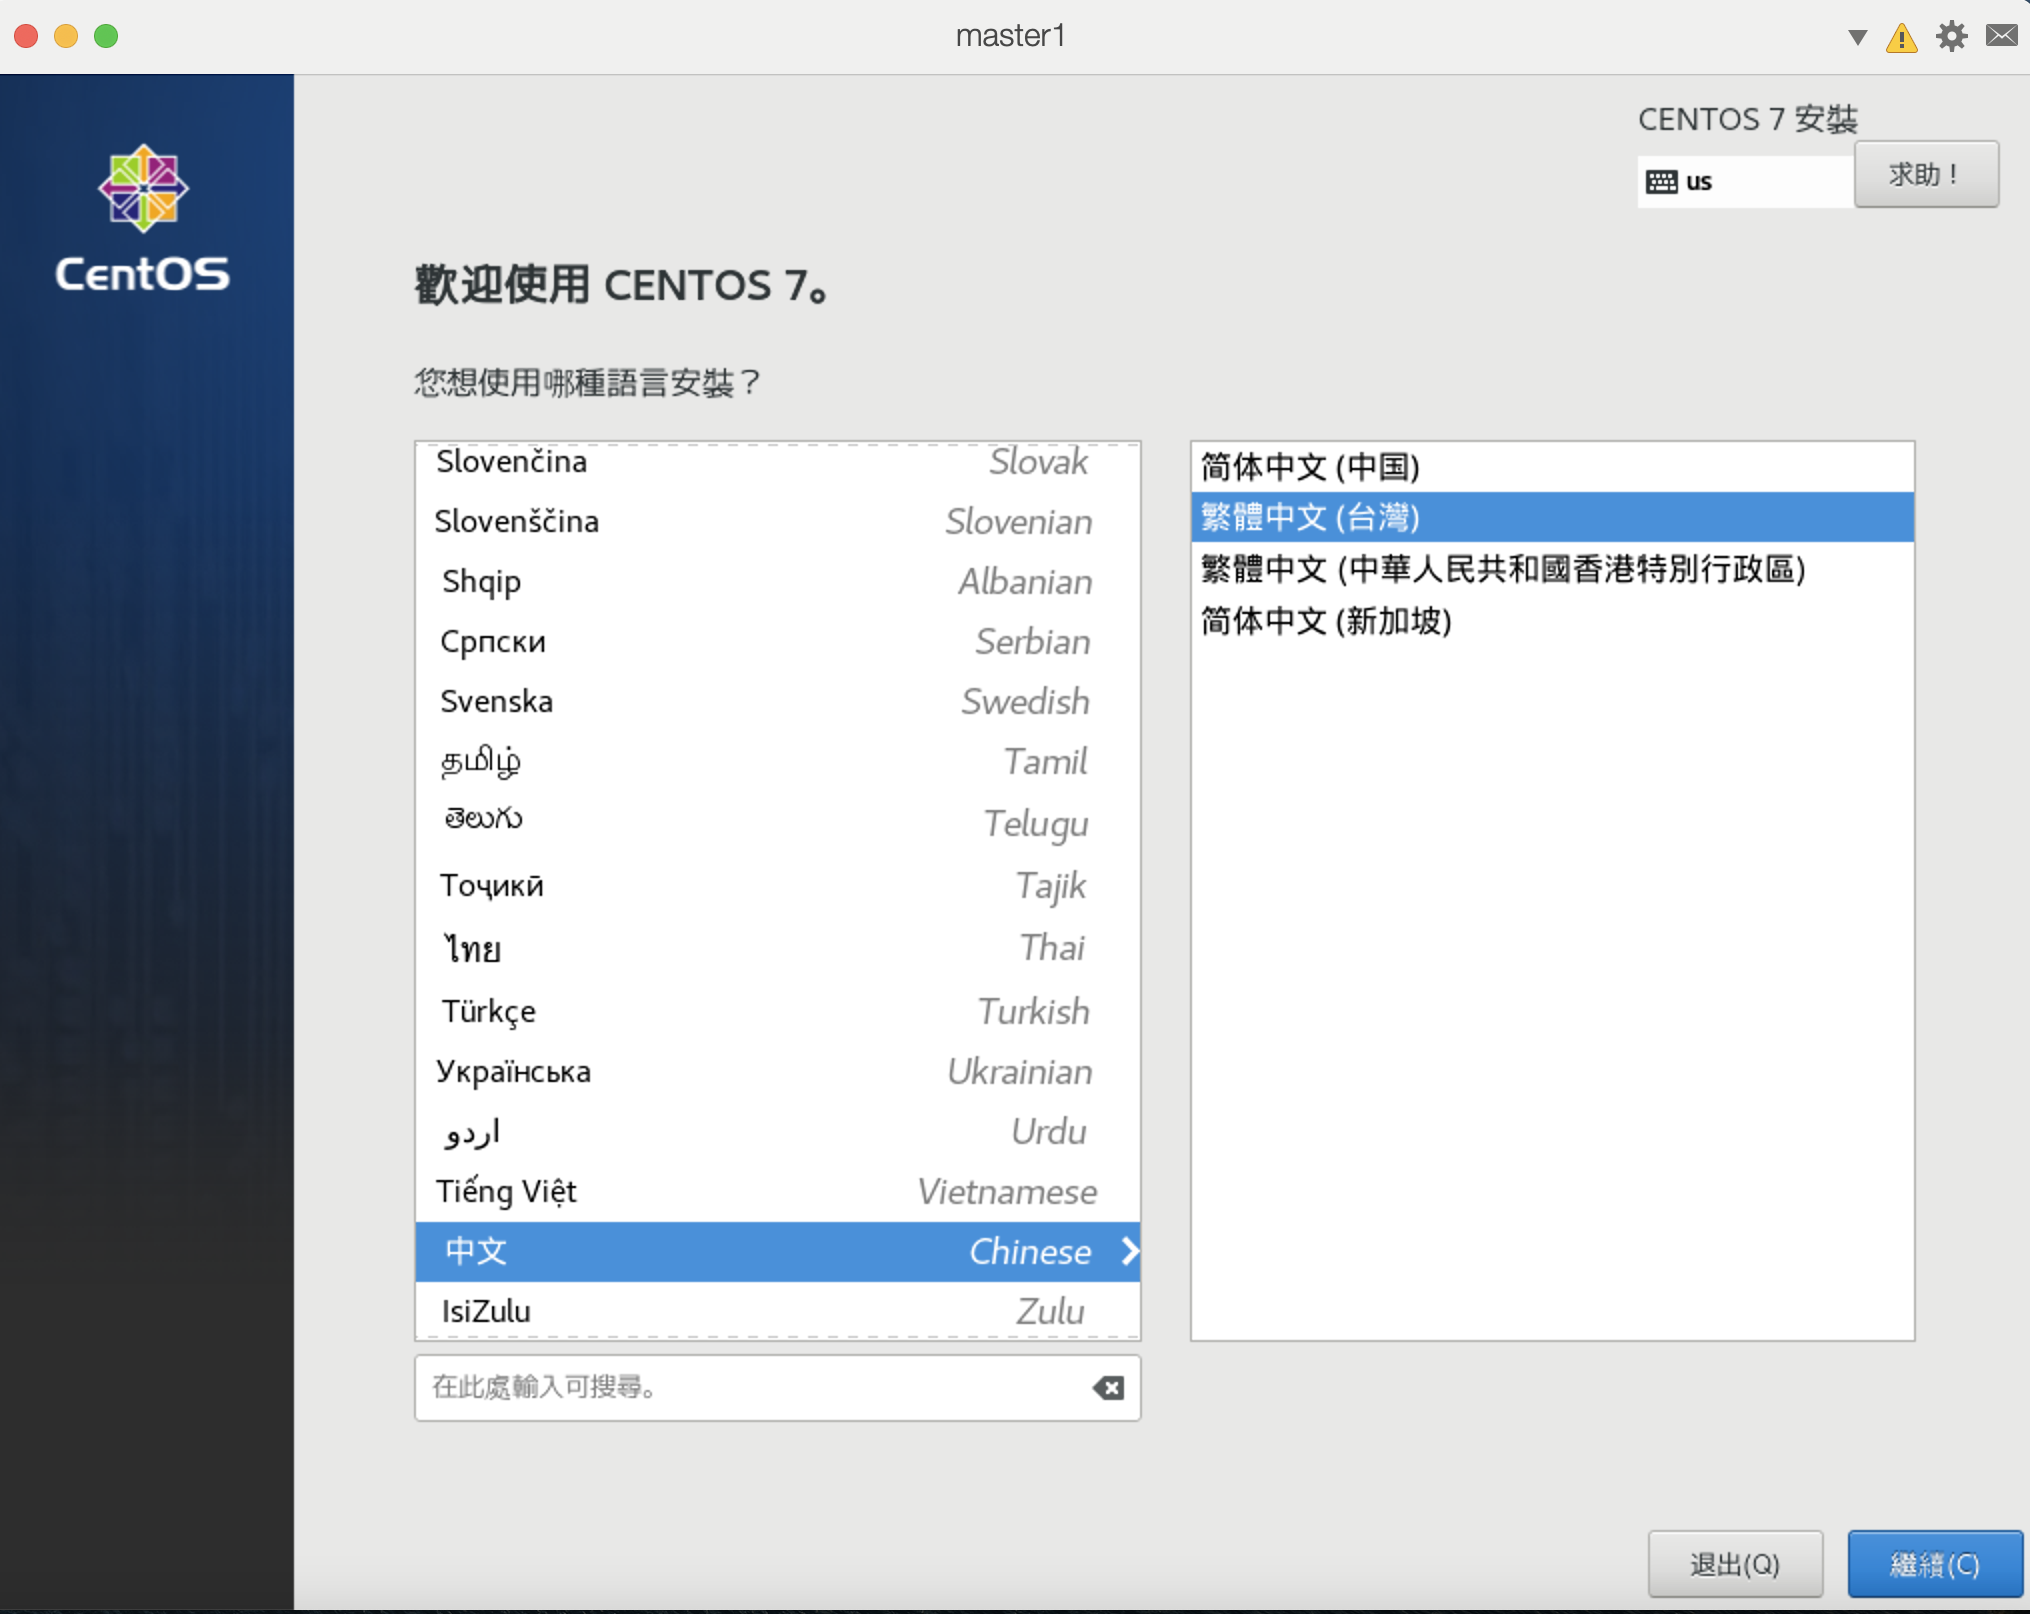 master1
CentOS
CENTOS 7 安裝
us
求助！
歡迎使用 CENTOS 7。
您想使用哪種語言安裝？
Slovenčina Slovak
Slovenščina Slovenian
Shqip Albanian
Српски Serbian
Svenska Swedish
தமிழ் Tamil
తెలుగు Telugu
Тоҷикӣ Tajik
ไทย Thai
Türkçe Turkish
Українська Ukrainian
اردو Urdu
Tiếng Việt Vietnamese
中文 Chinese
IsiZulu Zulu
在此處輸入可搜尋。
简体中文 (中国)
繁體中文 (台灣)
繁體中文 (中華人民共和國香港特別行政區)
简体中文 (新加坡)
退出(Q)
繼續(C)